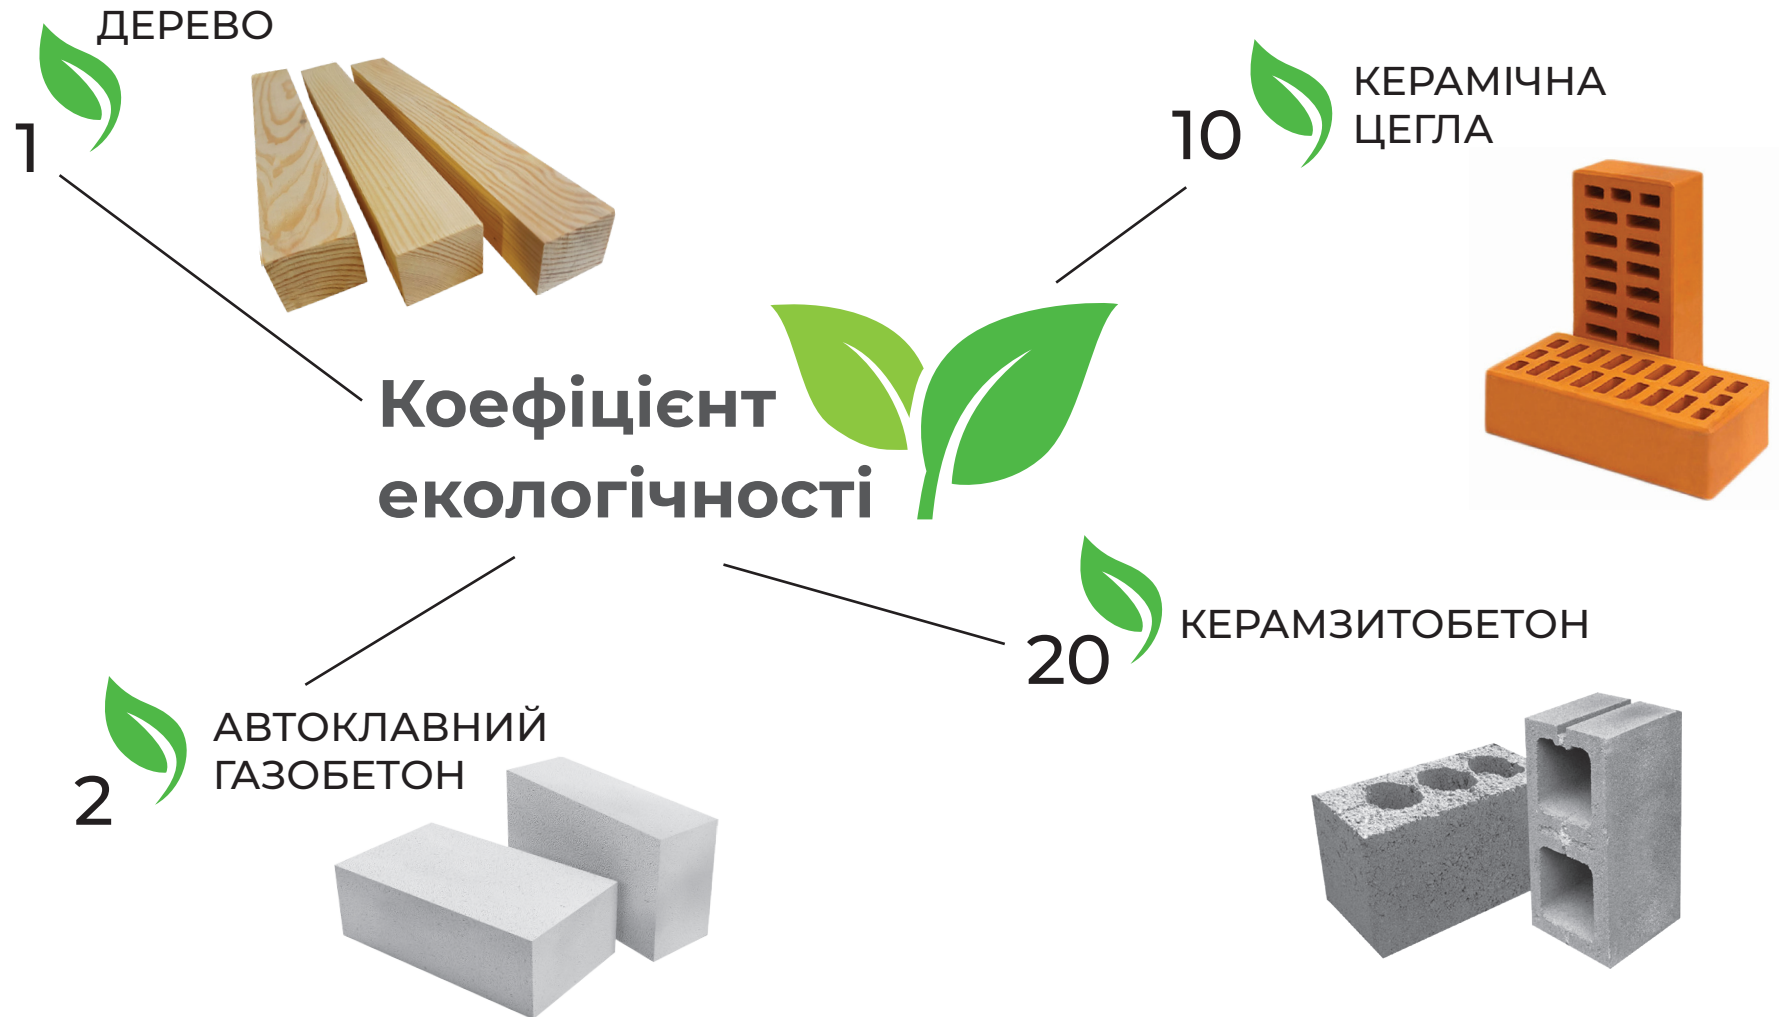 ДЕРЕВО
1
10
КЕРАМІЧНА
ЦЕГЛА
Коефіцієнт
екологічності
20
КЕРАМЗИТОБЕТОН
2
АВТОКЛАВНИЙ
ГАЗОБЕТОН